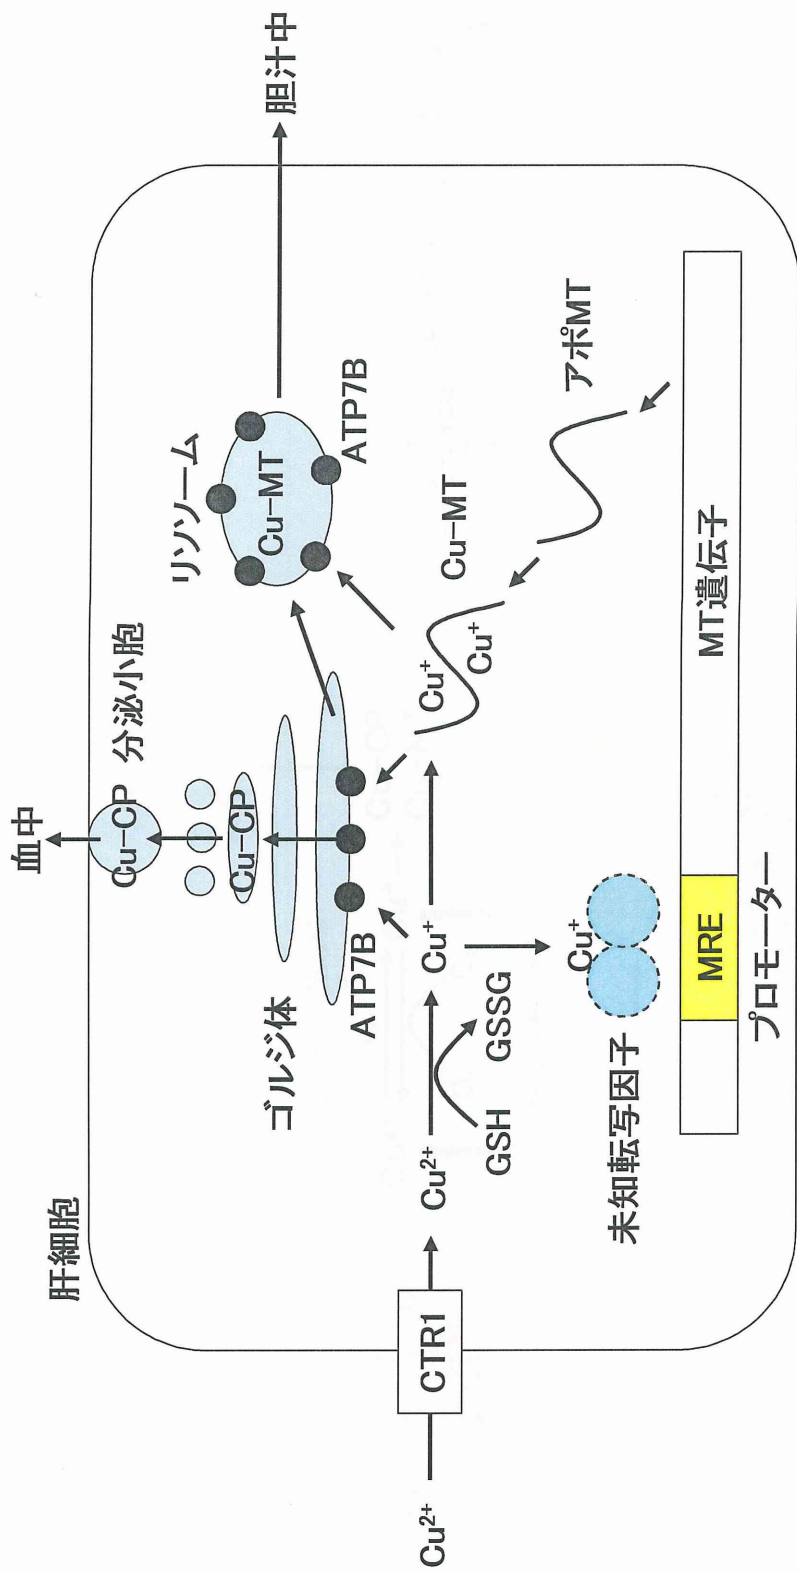 肝細胞
血中
Cu-CP 分泌小胞
Cu-CP
ゴルジ体
ATP7B
リソソーム
Cu-MT
ATP7B
胆汁中
Cu²⁺
CTR1
Cu²⁺
GSH
GSSG
Cu⁺
Cu⁺
Cu⁺
Cu-MT
アポMT
Cu⁺
未知転写因子
MRE
MT遺伝子
プロモーター